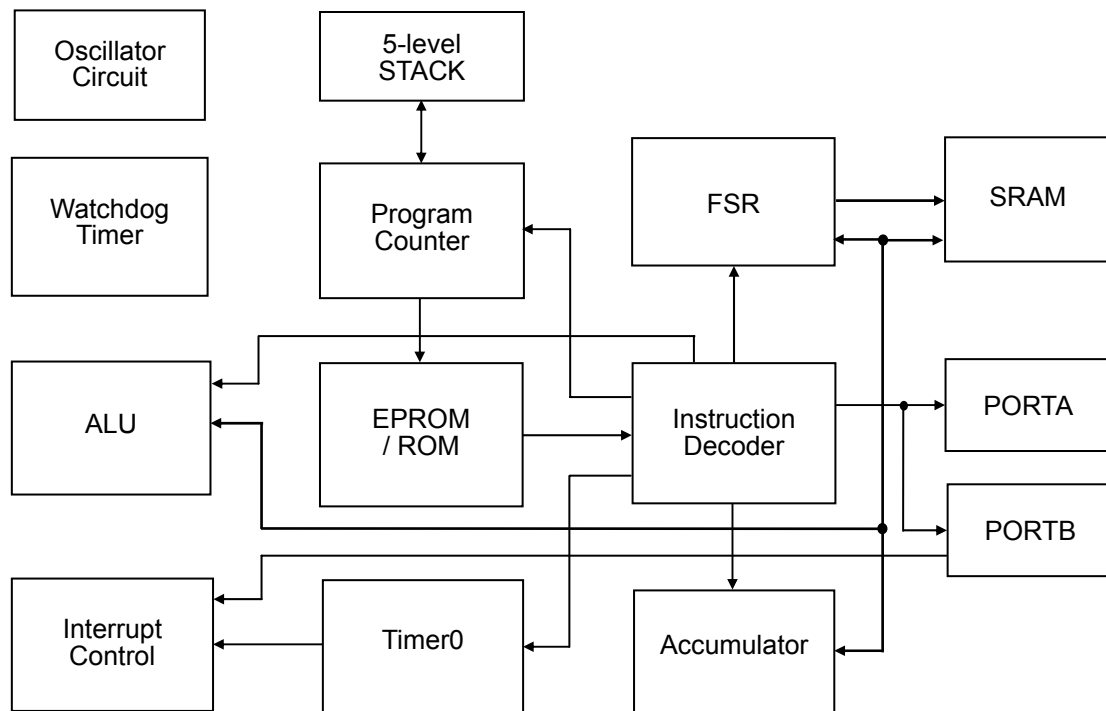 Oscillator
Circuit
5-level
STACK
Watchdog
Timer
Program
Counter
FSR
SRAM
ALU
EPROM
/ ROM
Instruction
Decoder
PORTA
PORTB
Interrupt
Control
Timer0
Accumulator